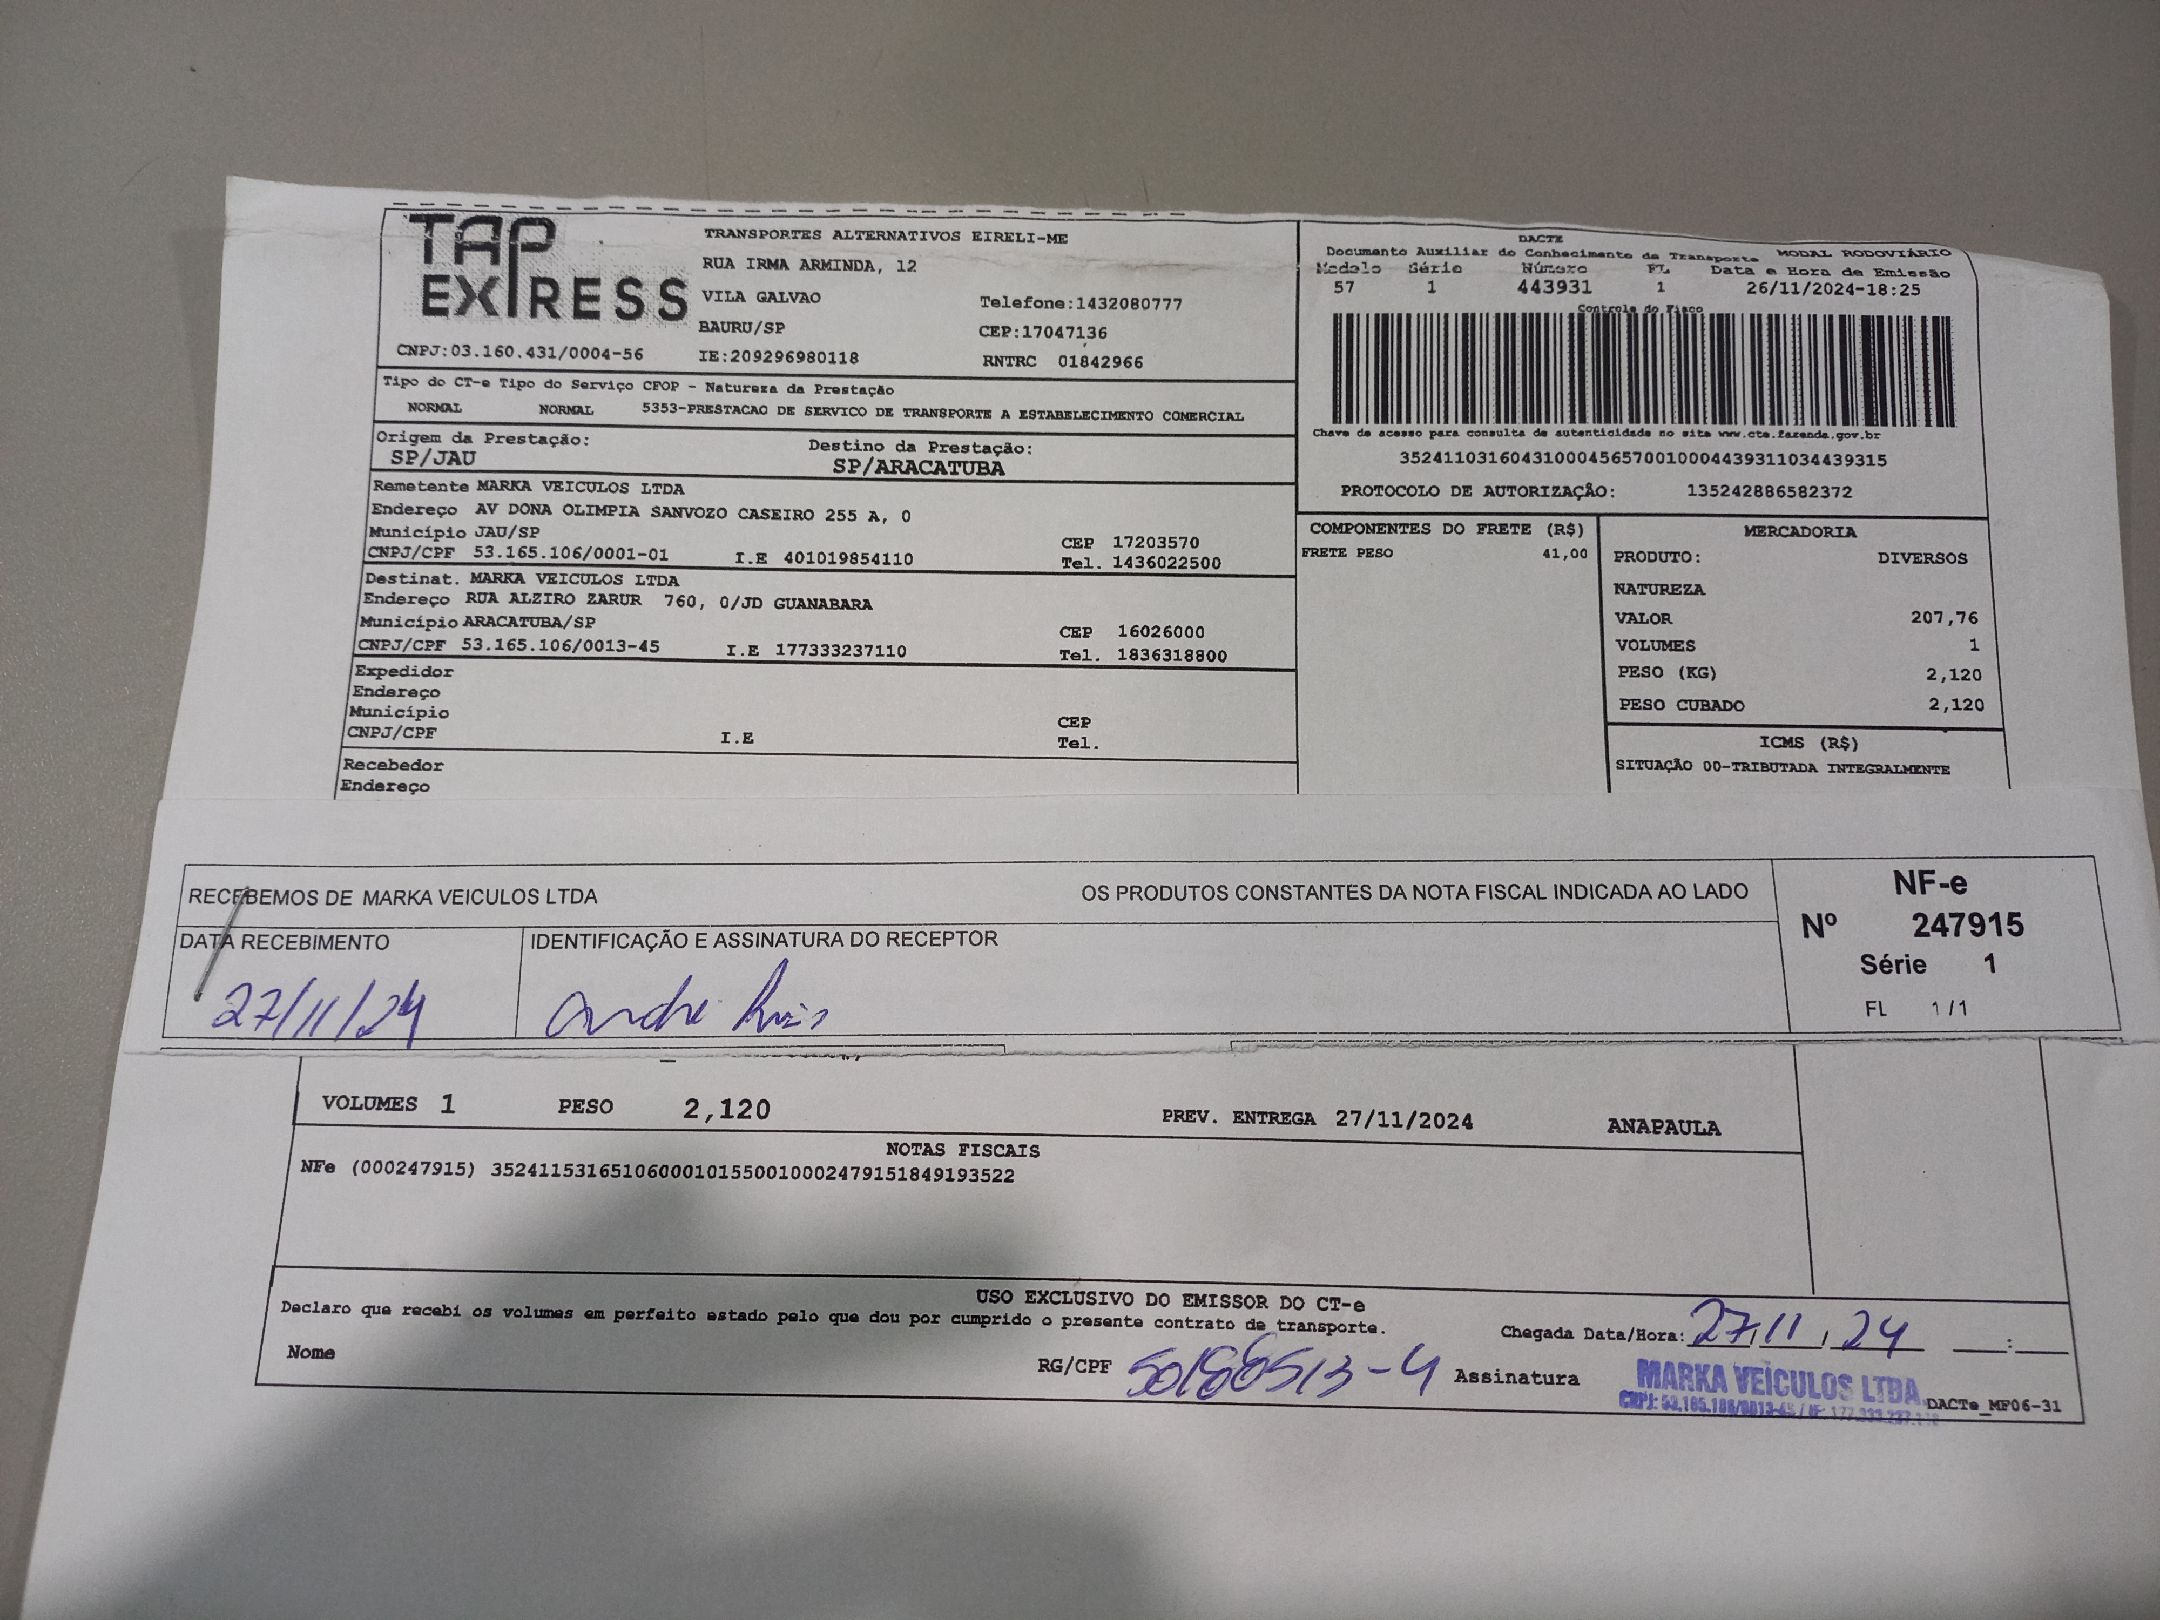 TAP EXPRESS
TRANSPORTES ALTERNATIVOS EIRELI-ME
RUA IRMA ARMINDA, 12
VILA GALVAO Telefone:1432080777
BAURU/SP CEP:17047136
CNPJ:03.160.431/0004-56 IE:209296980118 RNTRC 01842966
DACTE
Documento Auxiliar do Conhecimento de Transporte MODAL RODOVIÁRIO
Modelo Série Número FL Data e Hora de Emissão
57 1 443931 1 26/11/2024-18:25
Controle do Fisco
Chave de acesso para consulta de autenticidade no site www.cte.fazenda.gov.br
35241103160431000456570010004439311034439315
PROTOCOLO DE AUTORIZAÇÃO: 135242886582372
Tipo do CT-e Tipo do Serviço CFOP - Natureza da Prestação
NORMAL NORMAL 5353-PRESTACAO DE SERVICO DE TRANSPORTE A ESTABELECIMENTO COMERCIAL
Origem da Prestação: Destino da Prestação:
SP/JAU SP/ARACATUBA
Remetente MARKA VEICULOS LTDA
Endereço AV DONA OLIMPIA SANVOZO CASEIRO 255 A, 0
Município JAU/SP CEP 17203570
CNPJ/CPF 53.165.106/0001-01 I.E 401019854110 Tel. 1436022500
Destinat. MARKA VEICULOS LTDA
Endereço RUA ALZIRO ZARUR 760, 0/JD GUANABARA
Município ARACATUBA/SP CEP 16026000
CNPJ/CPF 53.165.106/0013-45 I.E 177333237110 Tel. 1836318800
Expedidor
Endereço
Município CEP
CNPJ/CPF I.E Tel.
Recebedor
Endereço
COMPONENTES DO FRETE (R$)
FRETE PESO 41,00
MERCADORIA
PRODUTO: DIVERSOS
NATUREZA
VALOR 207,76
VOLUMES 1
PESO (KG) 2,120
PESO CUBADO 2,120
ICMS (R$)
SITUAÇÃO 00-TRIBUTADA INTEGRALMENTE
RECEBEMOS DE MARKA VEICULOS LTDA OS PRODUTOS CONSTANTES DA NOTA FISCAL INDICADA AO LADO
DATA RECEBIMENTO IDENTIFICAÇÃO E ASSINATURA DO RECEPTOR
27/11/24
NF-e
Nº 247915
Série 1
FL 1/1
VOLUMES 1 PESO 2,120 PREV. ENTREGA 27/11/2024 ANAPAULA
NOTAS FISCAIS
NFe (000247915) 35241153165106000101550010002479151849193522
USO EXCLUSIVO DO EMISSOR DO CT-e
Declaro que recebi os volumes em perfeito estado pelo que dou por cumprido o presente contrato de transporte.
Chegada Data/Hora: 27/11/24 :
Nome RG/CPF Assinatura
MARKA VEÍCULOS LTDA.
DACTe_MF06-31